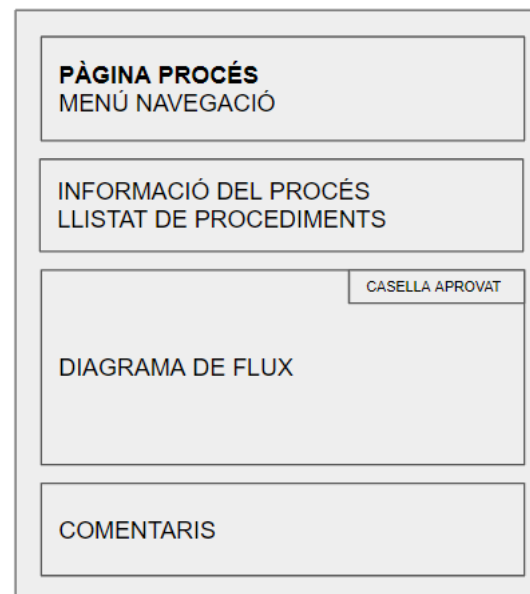 PÀGINA PROCÉS
MENÚ NAVEGACIÓ
INFORMACIÓ DEL PROCÉS
LLISTAT DE PROCEDIMENTS
CASELLA APROVAT
DIAGRAMA DE FLUX
COMENTARIS